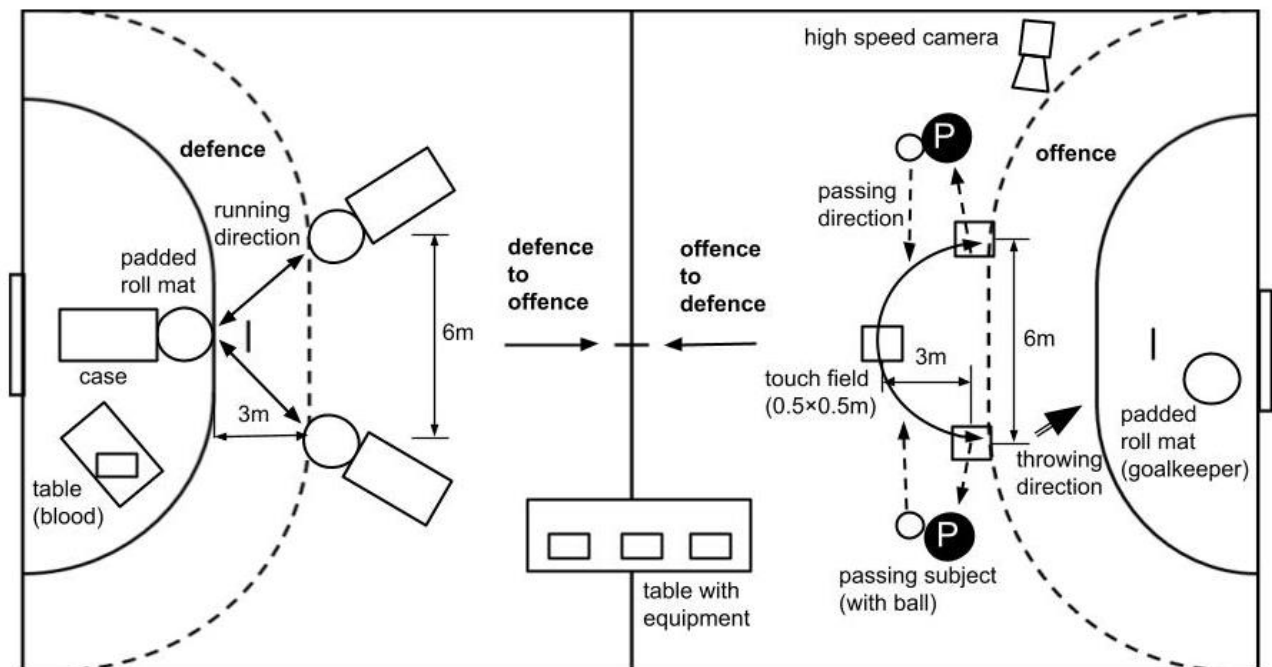 high speed camera
defence
P
offence
running
direction
passing
direction
padded
roll mat
defence
to
offence
offence
to
defence
6m
6m
3m
case
touch field
(0.5×0.5m)
3m
padded
roll mat
(goalkeeper)
throwing
direction
table
(blood)
P
table with
equipment
passing subject
(with ball)